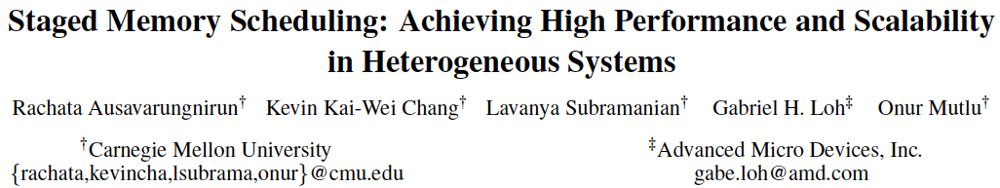 Staged Memory Scheduling: Achieving High Performance and Scalability
in Heterogeneous Systems
Rachata Ausavarungnirun† Kevin Kai-Wei Chang† Lavanya Subramanian† Gabriel H. Loh‡ Onur Mutlu†
†Carnegie Mellon University ‡Advanced Micro Devices, Inc.
{rachata,kevincha,lsubrama,onur}@cmu.edu gabe.loh@amd.com